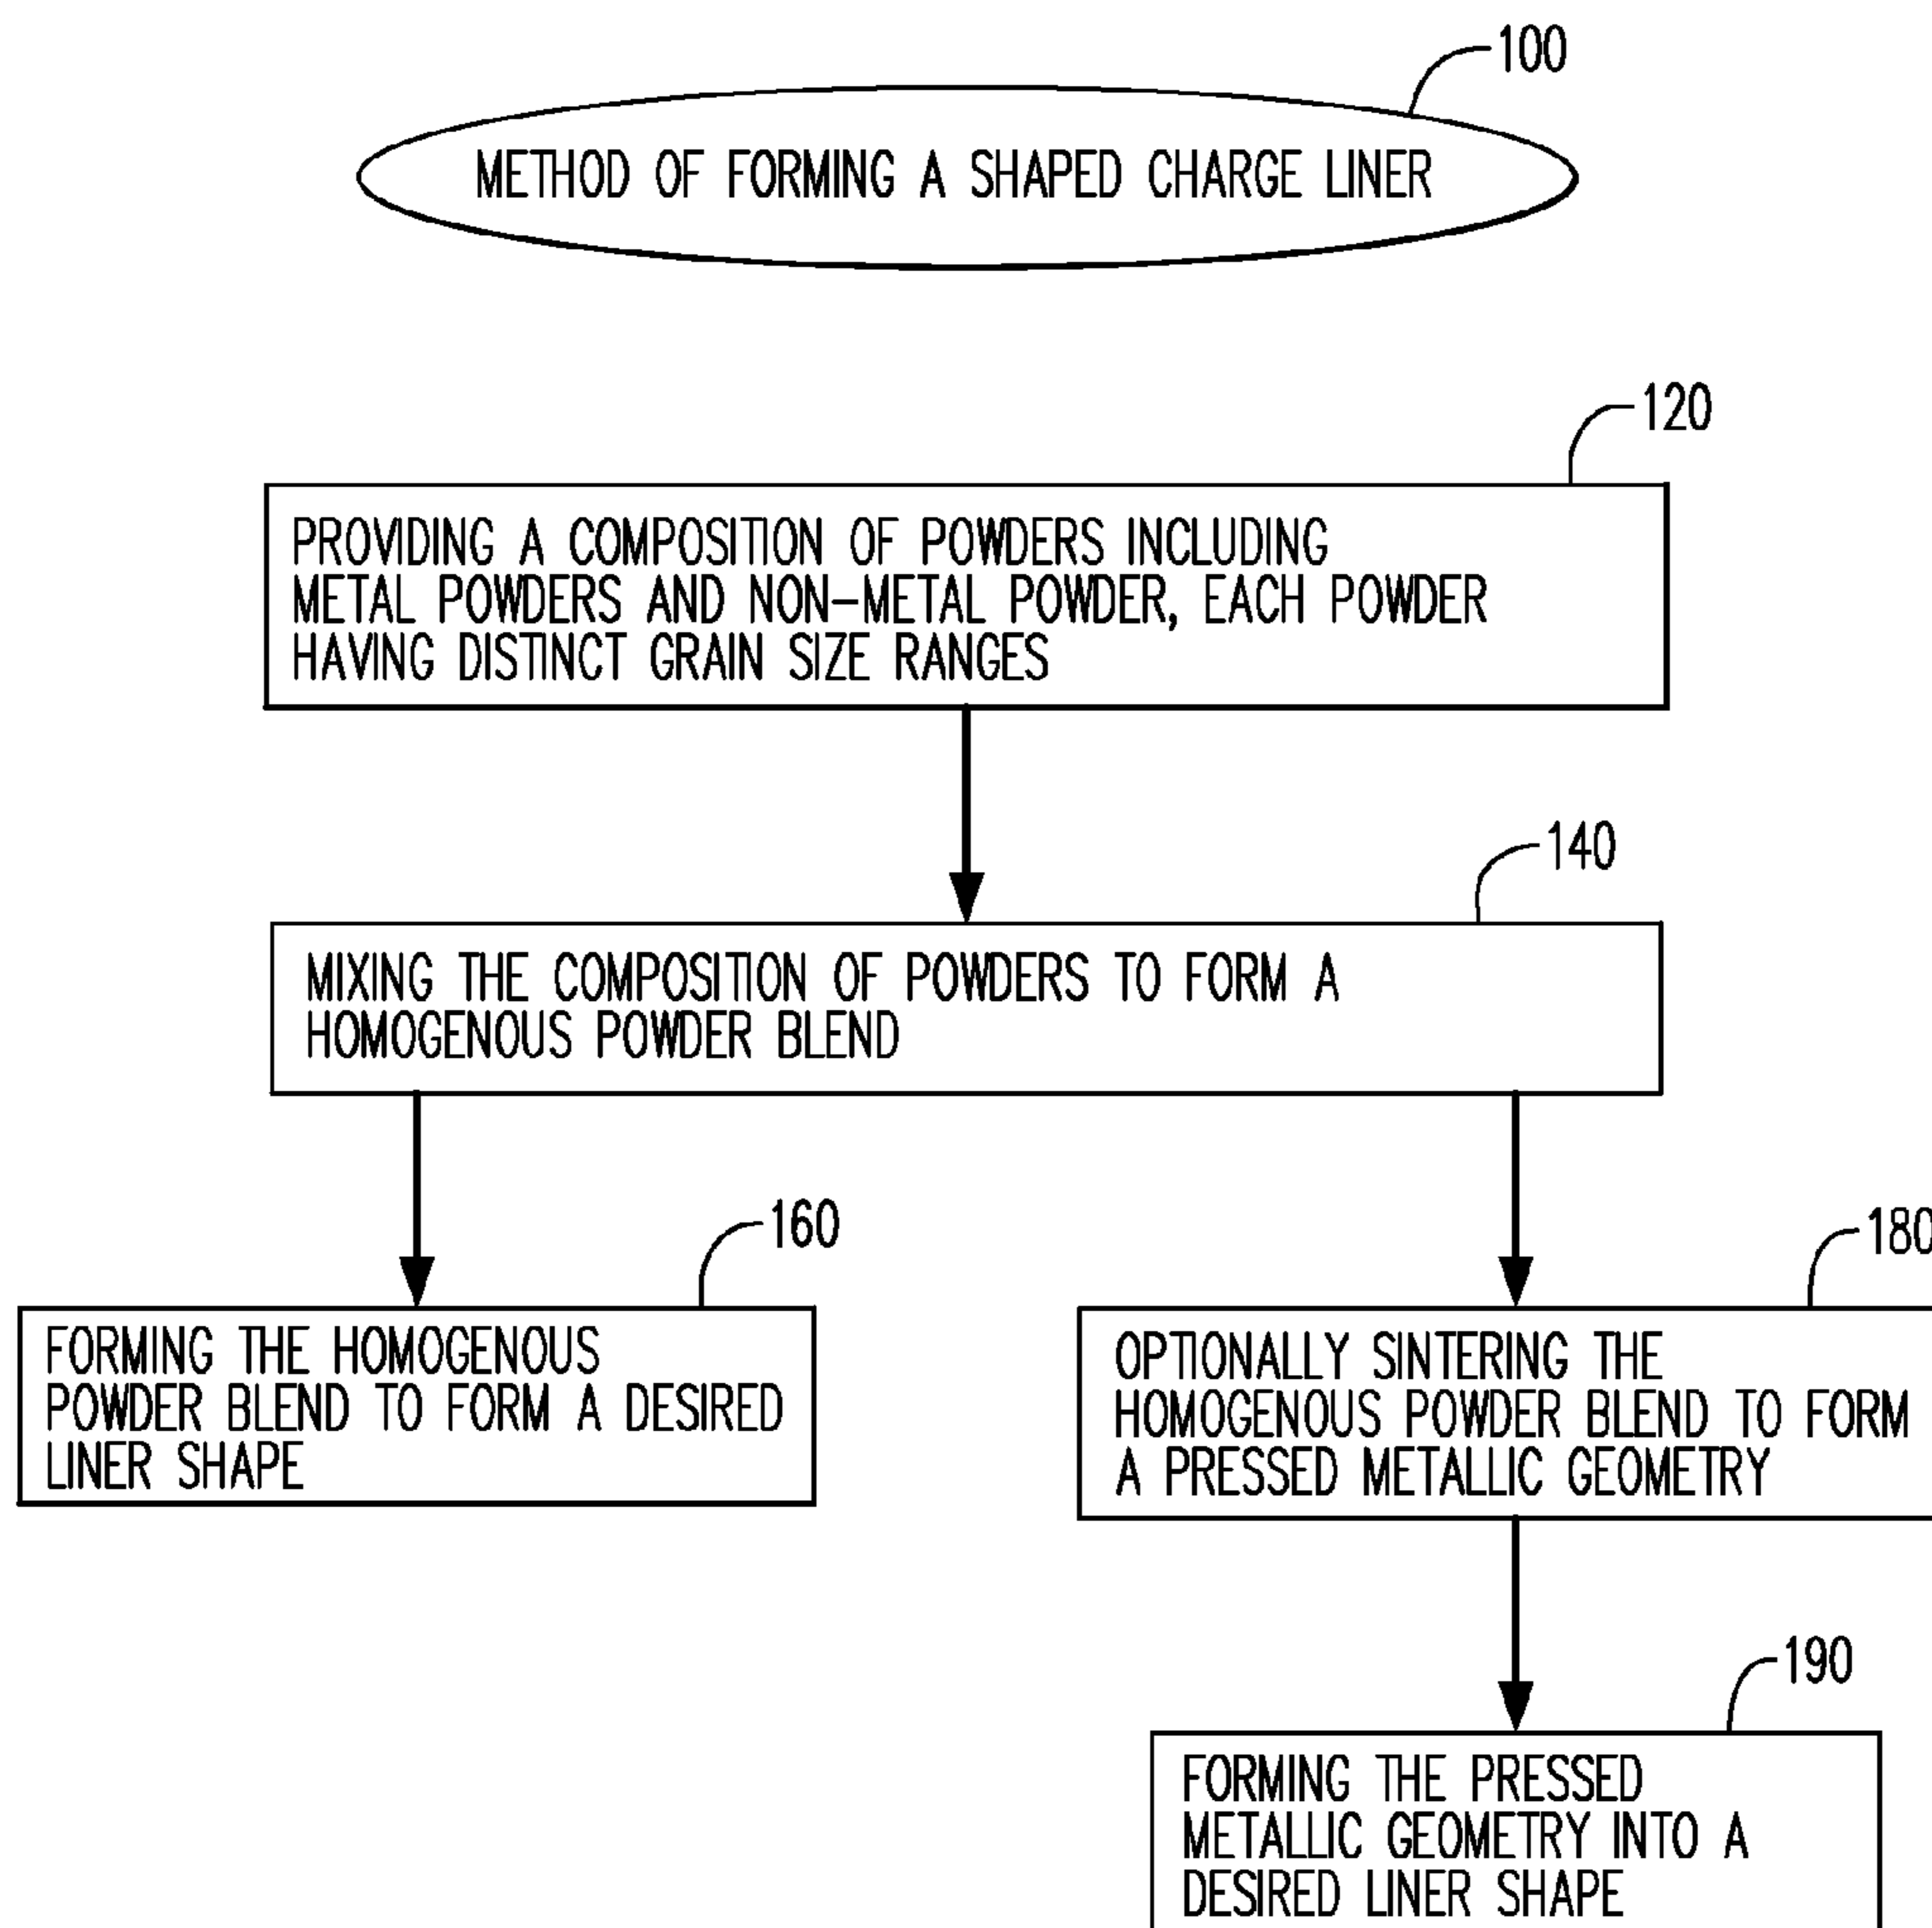 100
METHOD OF FORMING A SHAPED CHARGE LINER
120
PROVIDING A COMPOSITION OF POWDERS INCLUDING
METAL POWDERS AND NON-METAL POWDER, EACH POWDER
HAVING DISTINCT GRAIN SIZE RANGES
140
MIXING THE COMPOSITION OF POWDERS TO FORM A
HOMOGENOUS POWDER BLEND
160
FORMING THE HOMOGENOUS
POWDER BLEND TO FORM A DESIRED
LINER SHAPE
180
OPTIONALLY SINTERING THE
HOMOGENOUS POWDER BLEND TO FORM
A PRESSED METALLIC GEOMETRY
190
FORMING THE PRESSED
METALLIC GEOMETRY INTO A
DESIRED LINER SHAPE